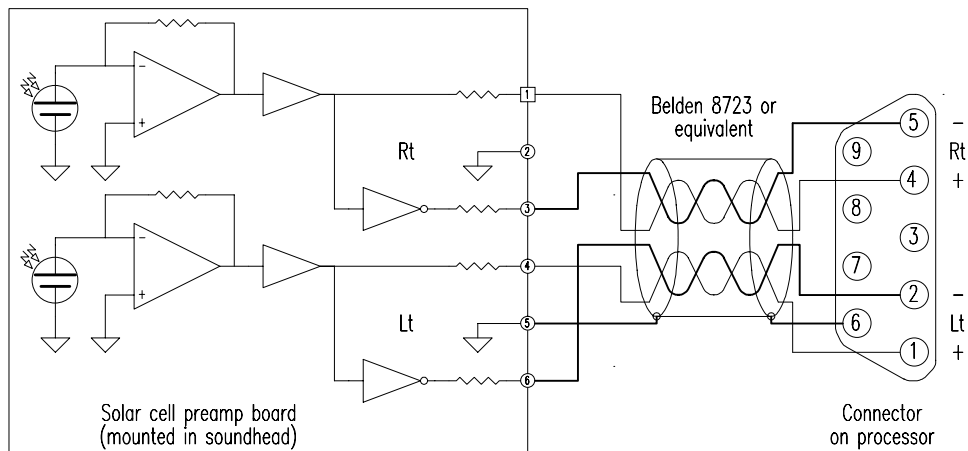 Rt
Lt
−
+
−
+
1
2
3
4
5
6
Solar cell preamp board
(mounted in soundhead)
Belden 8723 or
equivalent
5
9
4
8
3
7
2
6
1
−
Rt
+
−
Lt
+
Connector
on processor